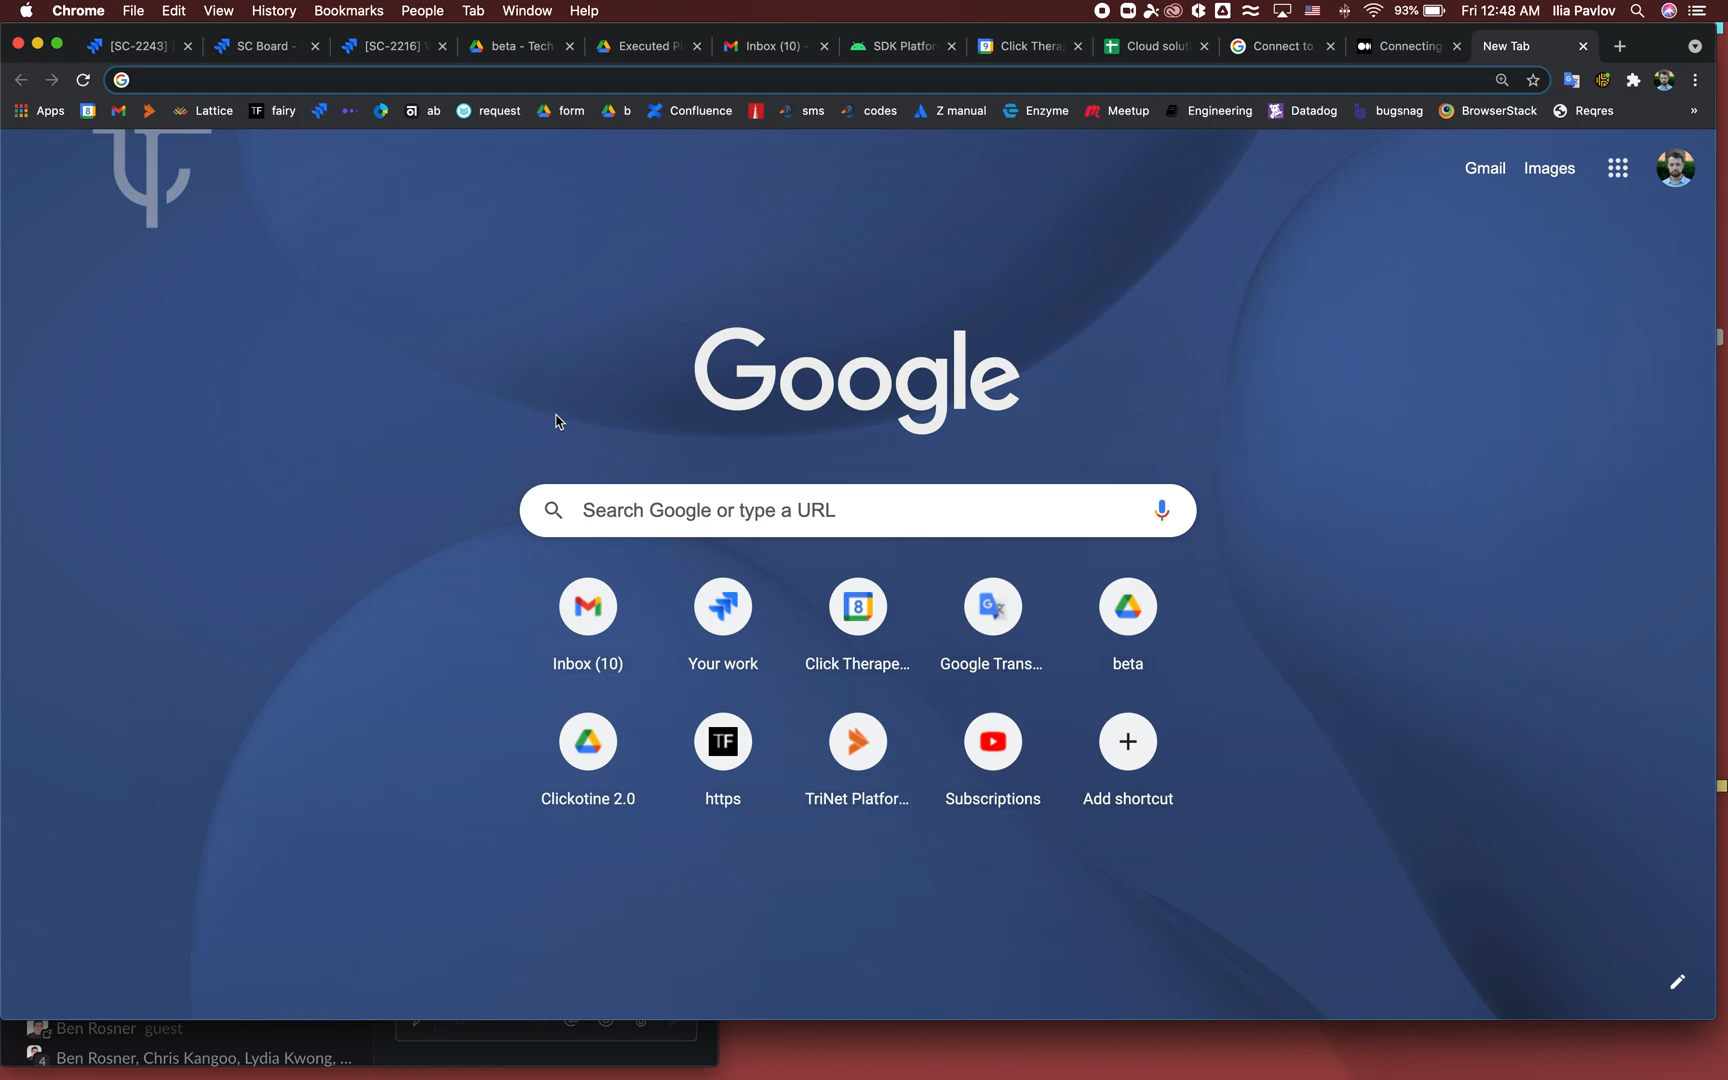 Chrome File Edit View History Bookmarks People Tab Window Help 93% Fri 12:48 AM Ilia Pavlov
[SC-2243] SC Board - [SC-2216] beta - Tech Executed P Inbox (10) - SDK Platfor Click Thera Cloud solut Connect to Connecting New Tab
Apps Lattice TF fairy ab request form b Confluence sms codes Z manual Enzyme Meetup Engineering Datadog bugsnag BrowserStack Reqres »
Gmail Images
Google
Search Google or type a URL
Inbox (10) Your work Click Therape... Google Trans... beta
TF
Clickotine 2.0 https TriNet Platfor... Subscriptions Add shortcut
Ben Rosner guest
4 Ben Rosner, Chris Kangoo, Lydia Kwong, ...